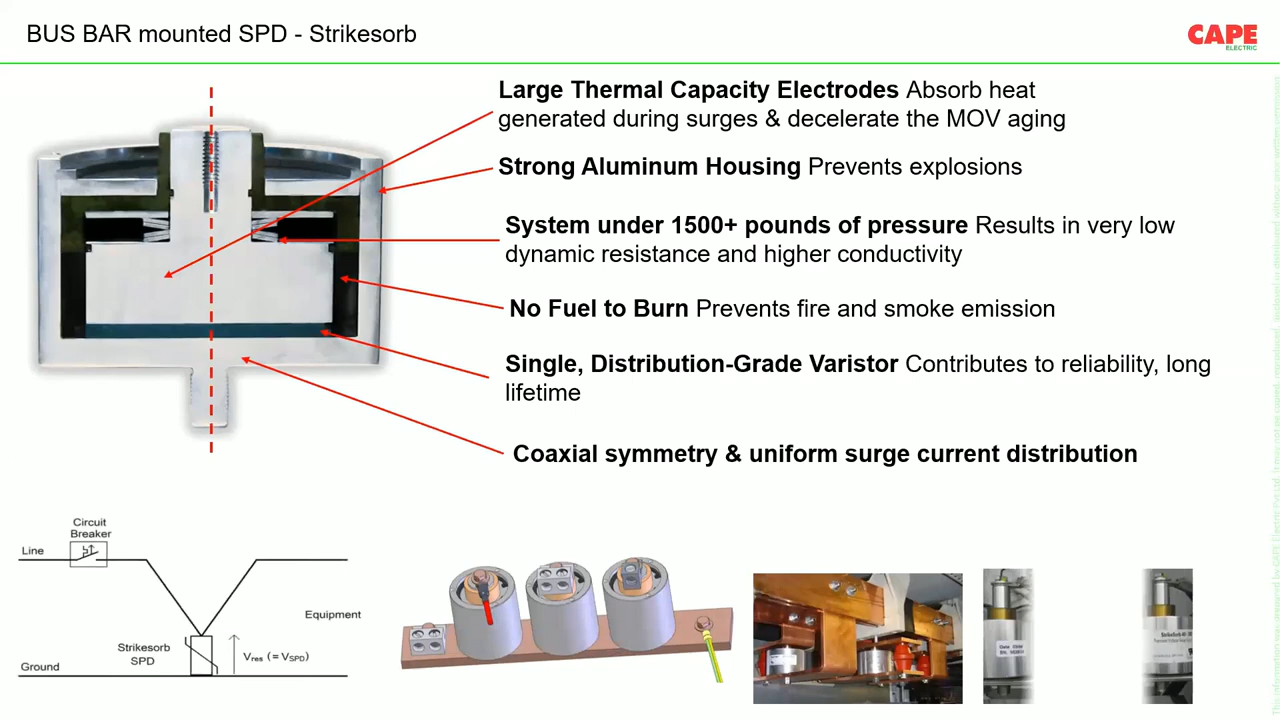 BUS BAR mounted SPD - Strikesorb
CAPE
ELECTRIC
Large Thermal Capacity Electrodes Absorb heat
generated during surges & decelerate the MOV aging
Strong Aluminum Housing Prevents explosions
System under 1500+ pounds of pressure Results in very low
dynamic resistance and higher conductivity
No Fuel to Burn Prevents fire and smoke emission
Single, Distribution-Grade Varistor Contributes to reliability, long
lifetime
Coaxial symmetry & uniform surge current distribution
Circuit
Breaker
Line
Equipment
Strikesorb
SPD
Vres (= VSPD)
Ground